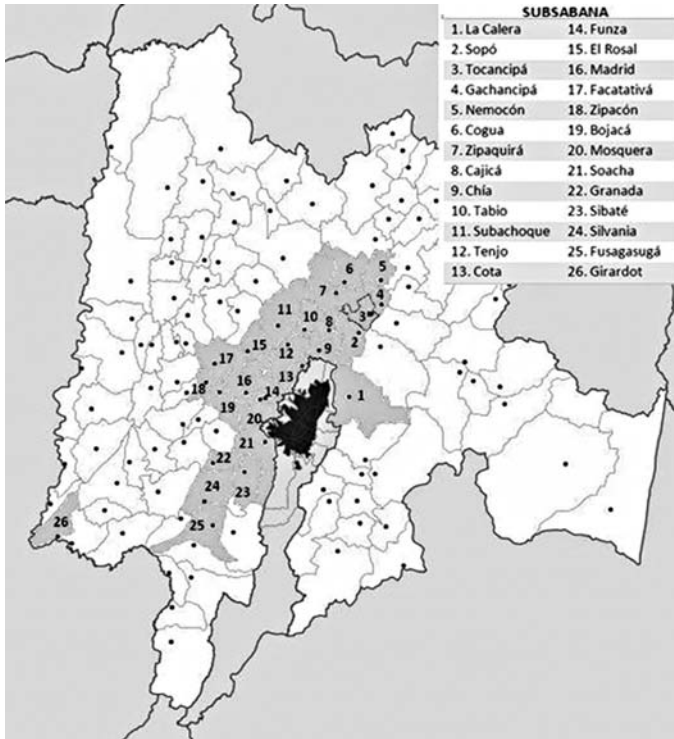 SUBSABANA
1. La Calera 14. Funza
2. Sopó 15. El Rosal
3. Tocancipá 16. Madrid
4. Gachancipá 17. Facatativá
5. Nemocón 18. Zipacón
6. Cogua 19. Bojacá
7. Zipaquirá 20. Mosquera
8. Cajicá 21. Soacha
9. Chía 22. Granada
10. Tabio 23. Sibaté
11. Subachoque 24. Silvania
12. Tenjo 25. Fusagasugá
13. Cota 26. Girardot
6 5
7
4
11 10 8 3
2
15 12 9
17
13
18 16 14 1
19
20
21
22
24 23
26 25